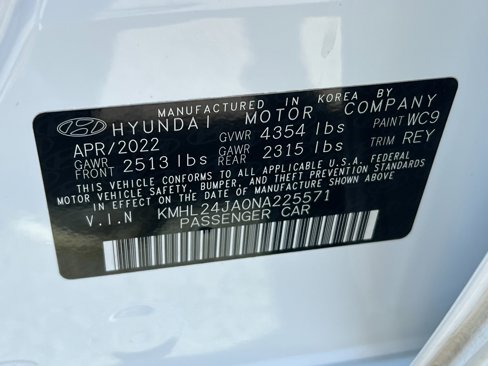 MANUFACTURED IN KOREA BY
HYUNDAI MOTOR COMPANY
APR/2022 GVWR 4354 lbs PAINT WC9
GAWR FRONT 2513 lbs GAWR REAR 2315 lbs TRIM REY
THIS VEHICLE CONFORMS TO ALL APPLICABLE U.S.A. FEDERAL
MOTOR VEHICLE SAFETY, BUMPER, AND THEFT PREVENTION STANDARDS
IN EFFECT ON THE DATE OF MANUFACTURE SHOWN ABOVE.
V.I.N KMHL24JA0NA225571
PASSENGER CAR